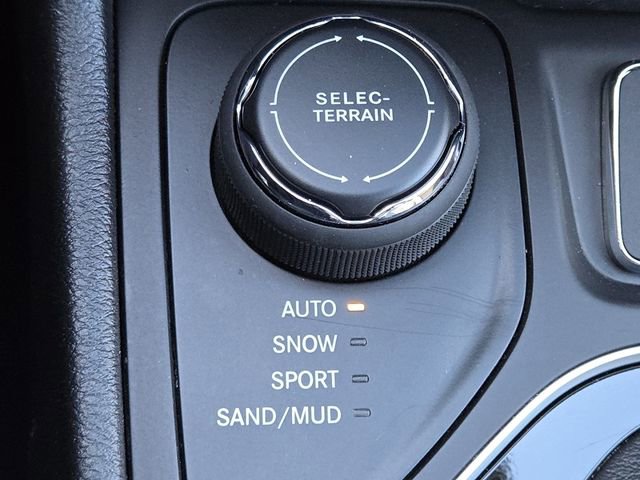 SELEC-
TERRAIN
AUTO
SNOW
SPORT
SAND/MUD